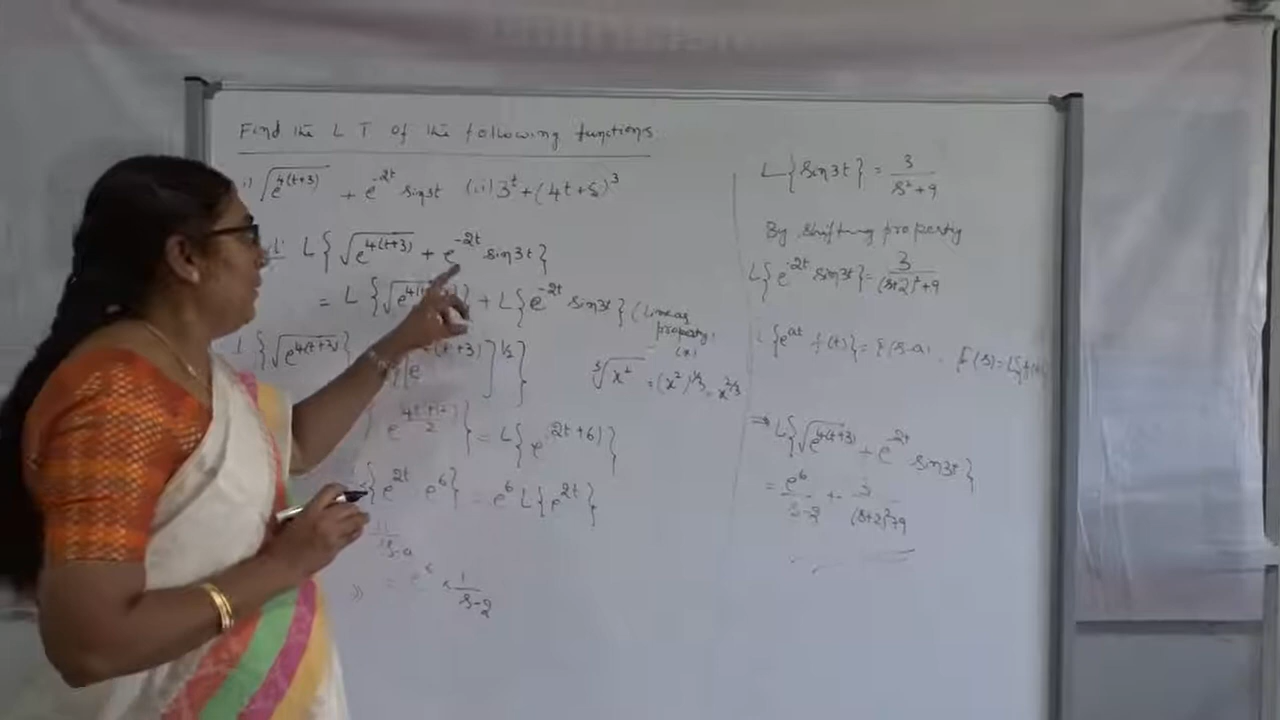 Find the L T of the following functions
i) √e^{4(t+3)} + e^{-2t} sin3t (ii) 3^t + (4t+5)^3
L{√e^{4(t+3)} + e^{-2t} sin3t}
= L{√e^{4(t+3)}} + L{e^{-2t} sin3t} (Linear
property)
L{√e^{4(t+3)}} +3)]^{1/2}}
∛x² = (x²)^{1/3} = x^{2/3}
= L{e^{(2t+6)}}
{e^{2t} e^6} = e^6 L{e^{2t}}
= e^6 × 1/(s-2)
L{sin3t} = 3/(s²+9)
By shifting property
L{e^{-2t} sin3t} = 3/((s+2)²+9)
L{e^{at} f(t)} = F(s-a). F(s) = L{f(t)
⇒ L{√e^{4(t+3)} + e^{-2t} sin3t}
= e^6/(s-2) + 3/((s+2)²+9)